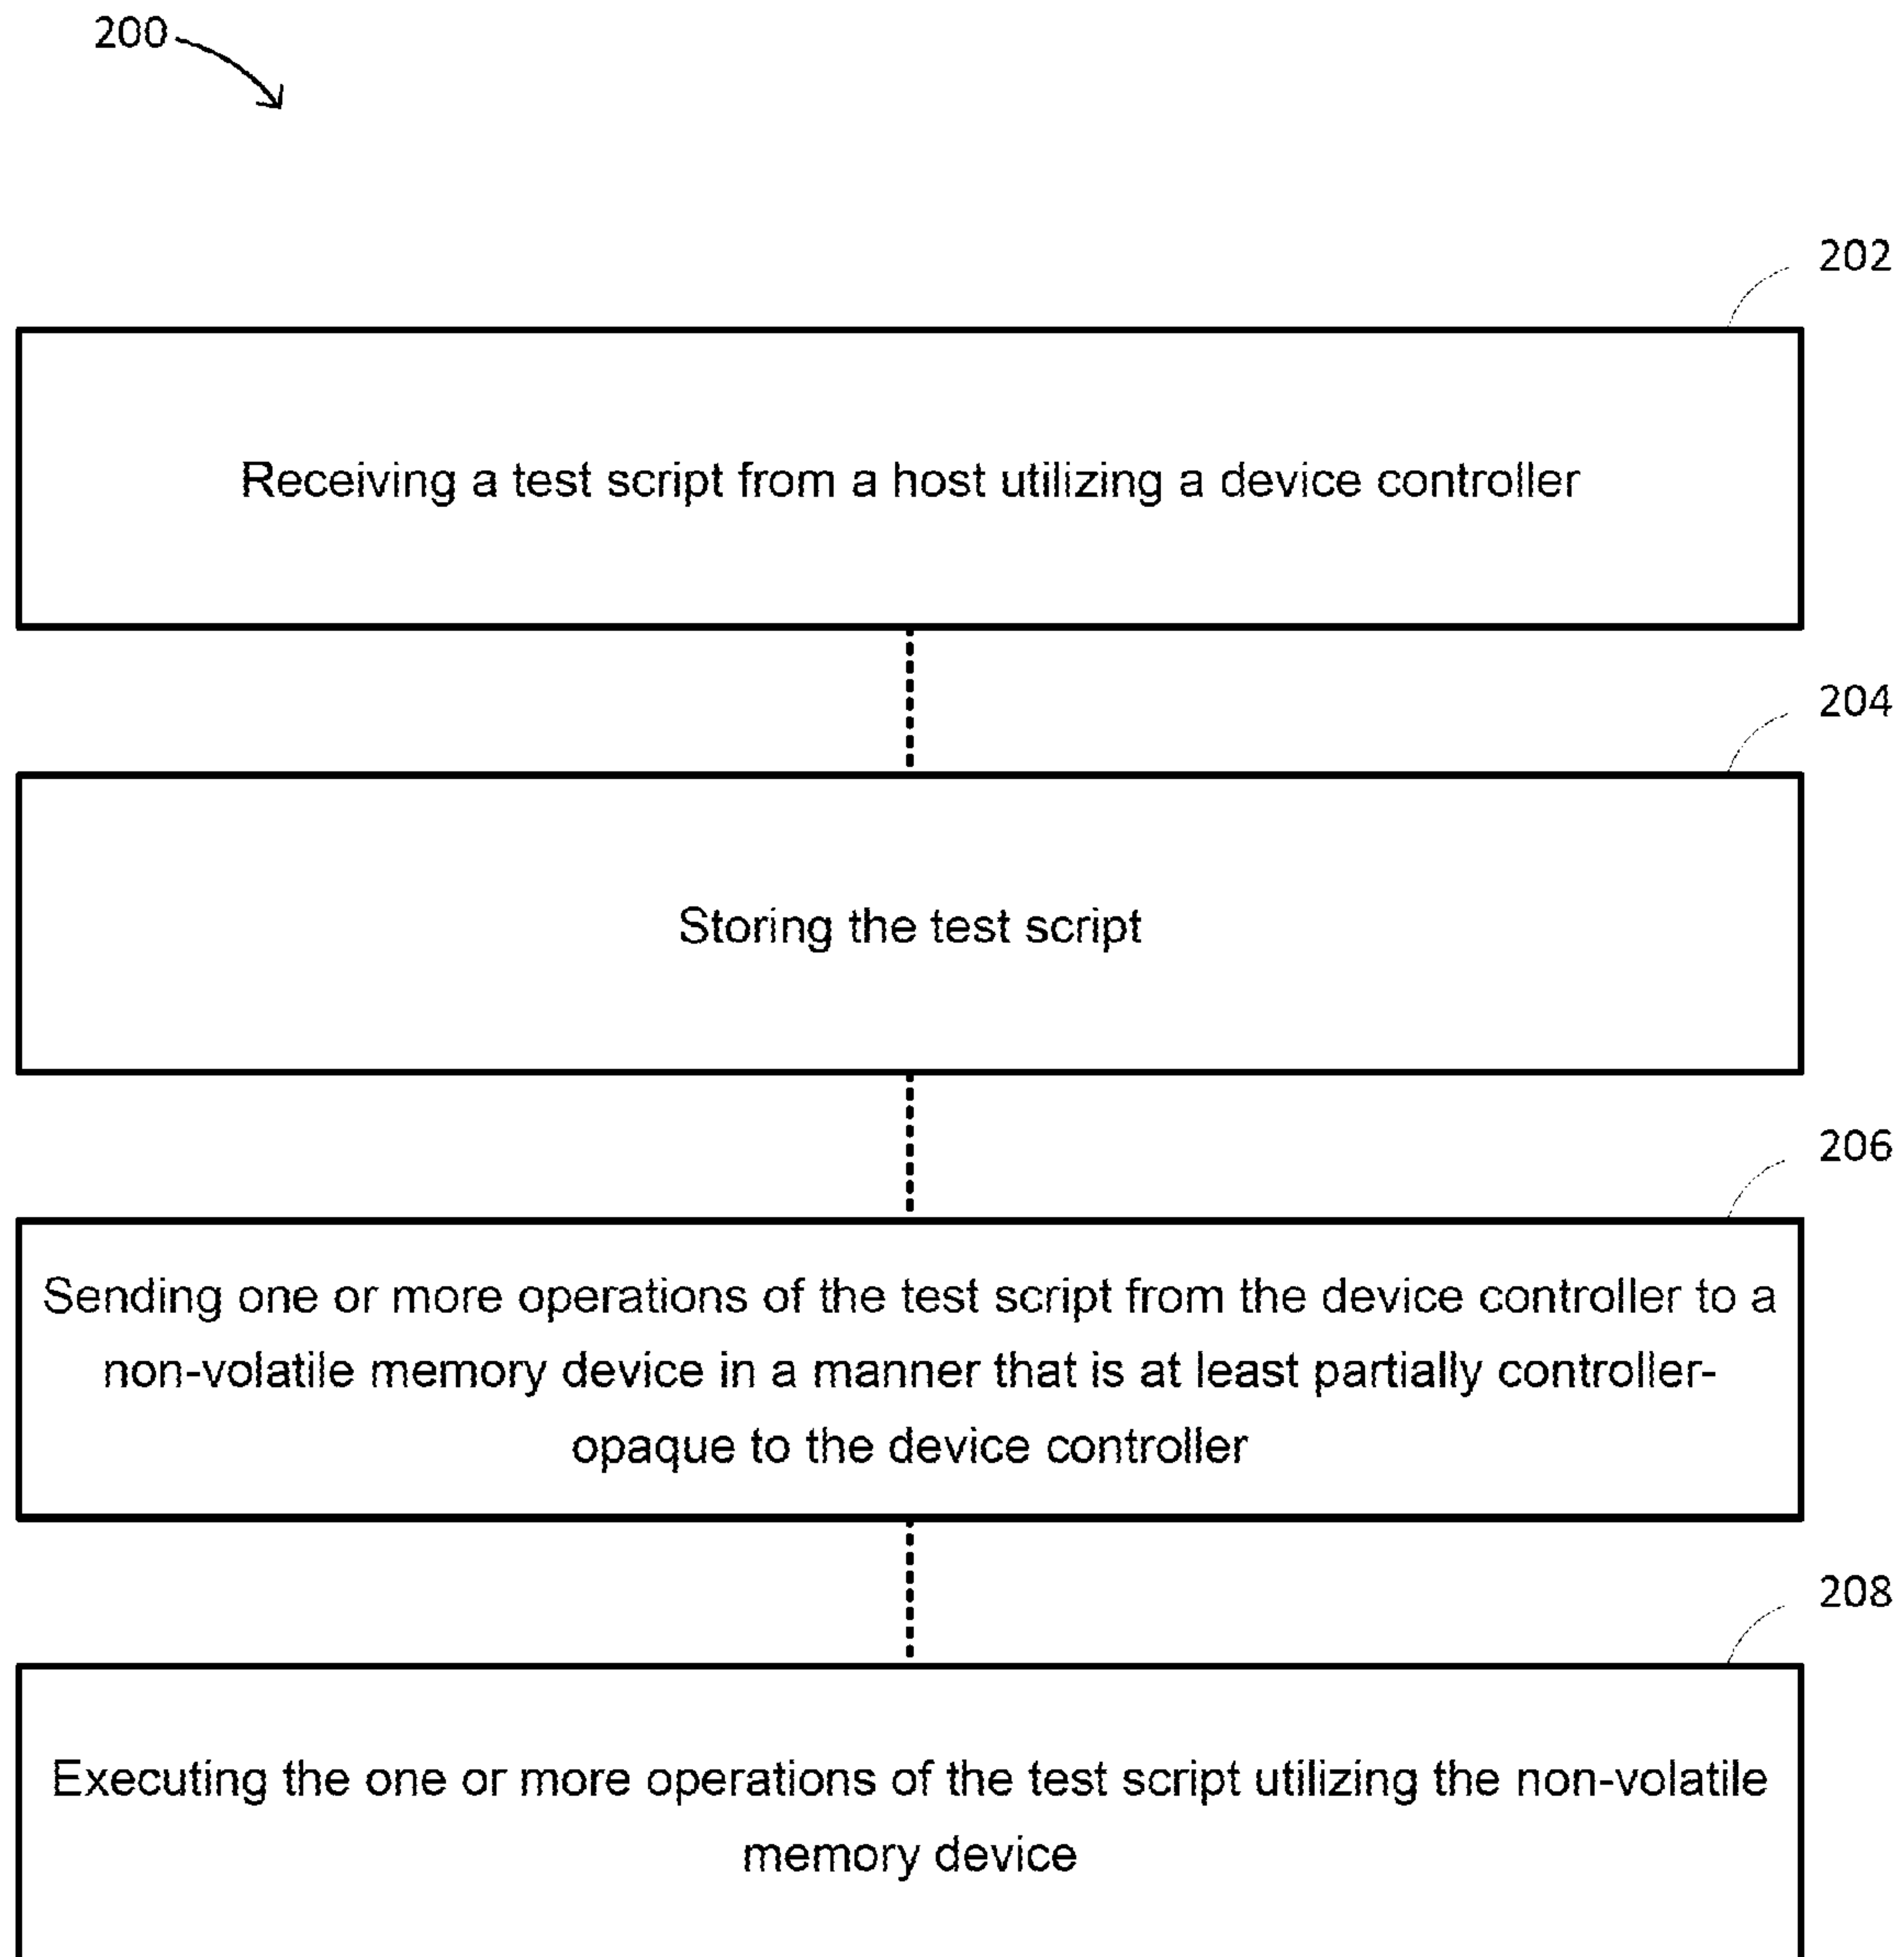 200
202
Receiving a test script from a host utilizing a device controller
204
Storing the test script
206
Sending one or more operations of the test script from the device controller to a
non-volatile memory device in a manner that is at least partially controller-
opaque to the device controller
208
Executing the one or more operations of the test script utilizing the non-volatile
memory device